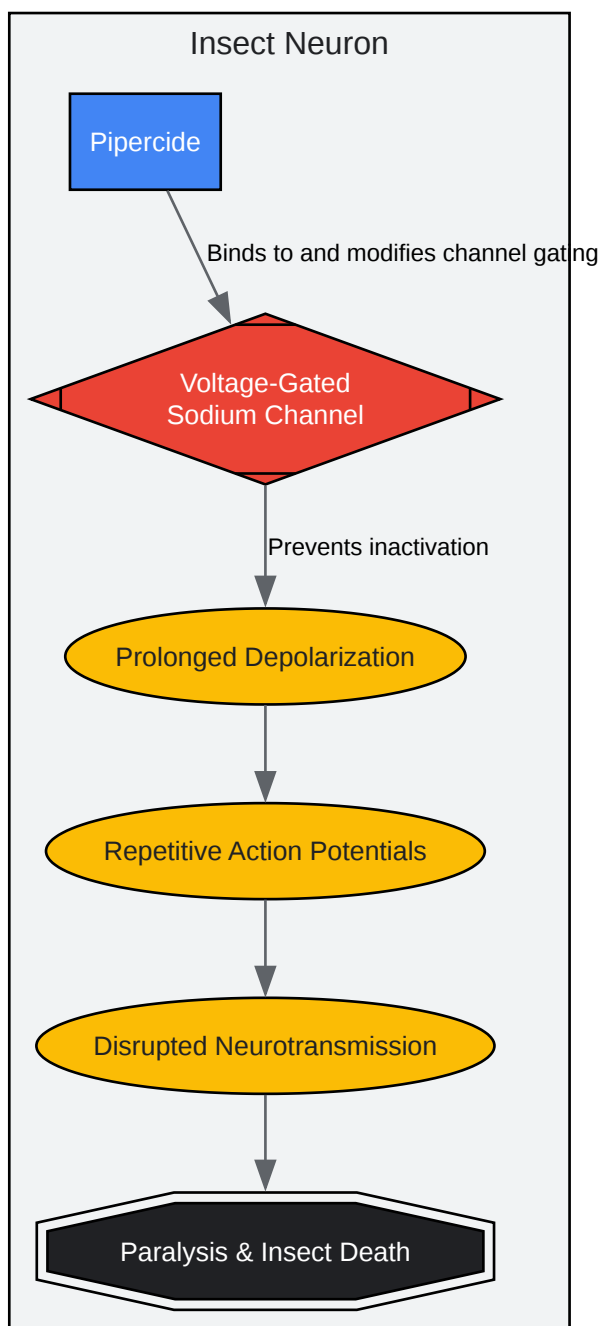 Insect Neuron
Pipercide
Binds to and modifies channel gating
Voltage-Gated
Sodium Channel
Prevents inactivation
Prolonged Depolarization
Repetitive Action Potentials
Disrupted Neurotransmission
Paralysis & Insect Death